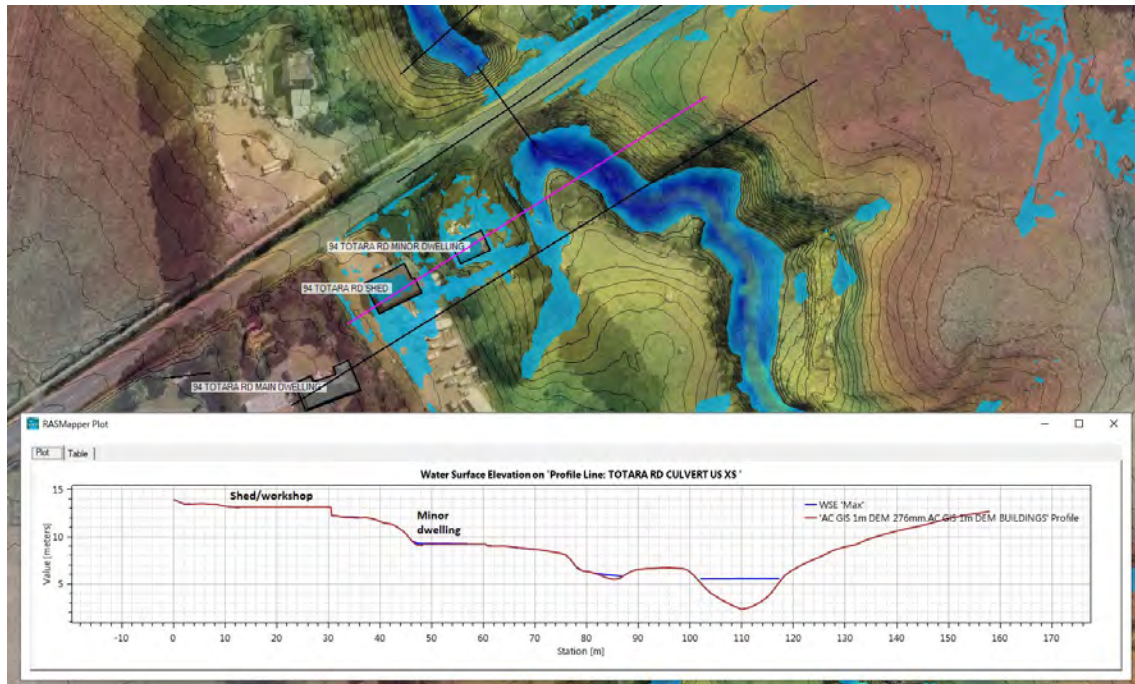 94 TOTARA RD MINOR DWELLING
94 TOTARA RD SHED
94 TOTARA RD MAIN DWELLING
RASMapper Plot
Plot Table
Water Surface Elevation on 'Profile Line: TOTARA RD CULVERT US XS '
15
10
5
Value [meters]
Shed/workshop
Minor
dwelling
WSE 'Max'
'AC GIS 1m DEM 276mm.AC GIS 1m DEM BUILDINGS' Profile
-10 0 10 20 30 40 50 60 70 80 90 100 110 120 130 140 150 160 170
Station [m]